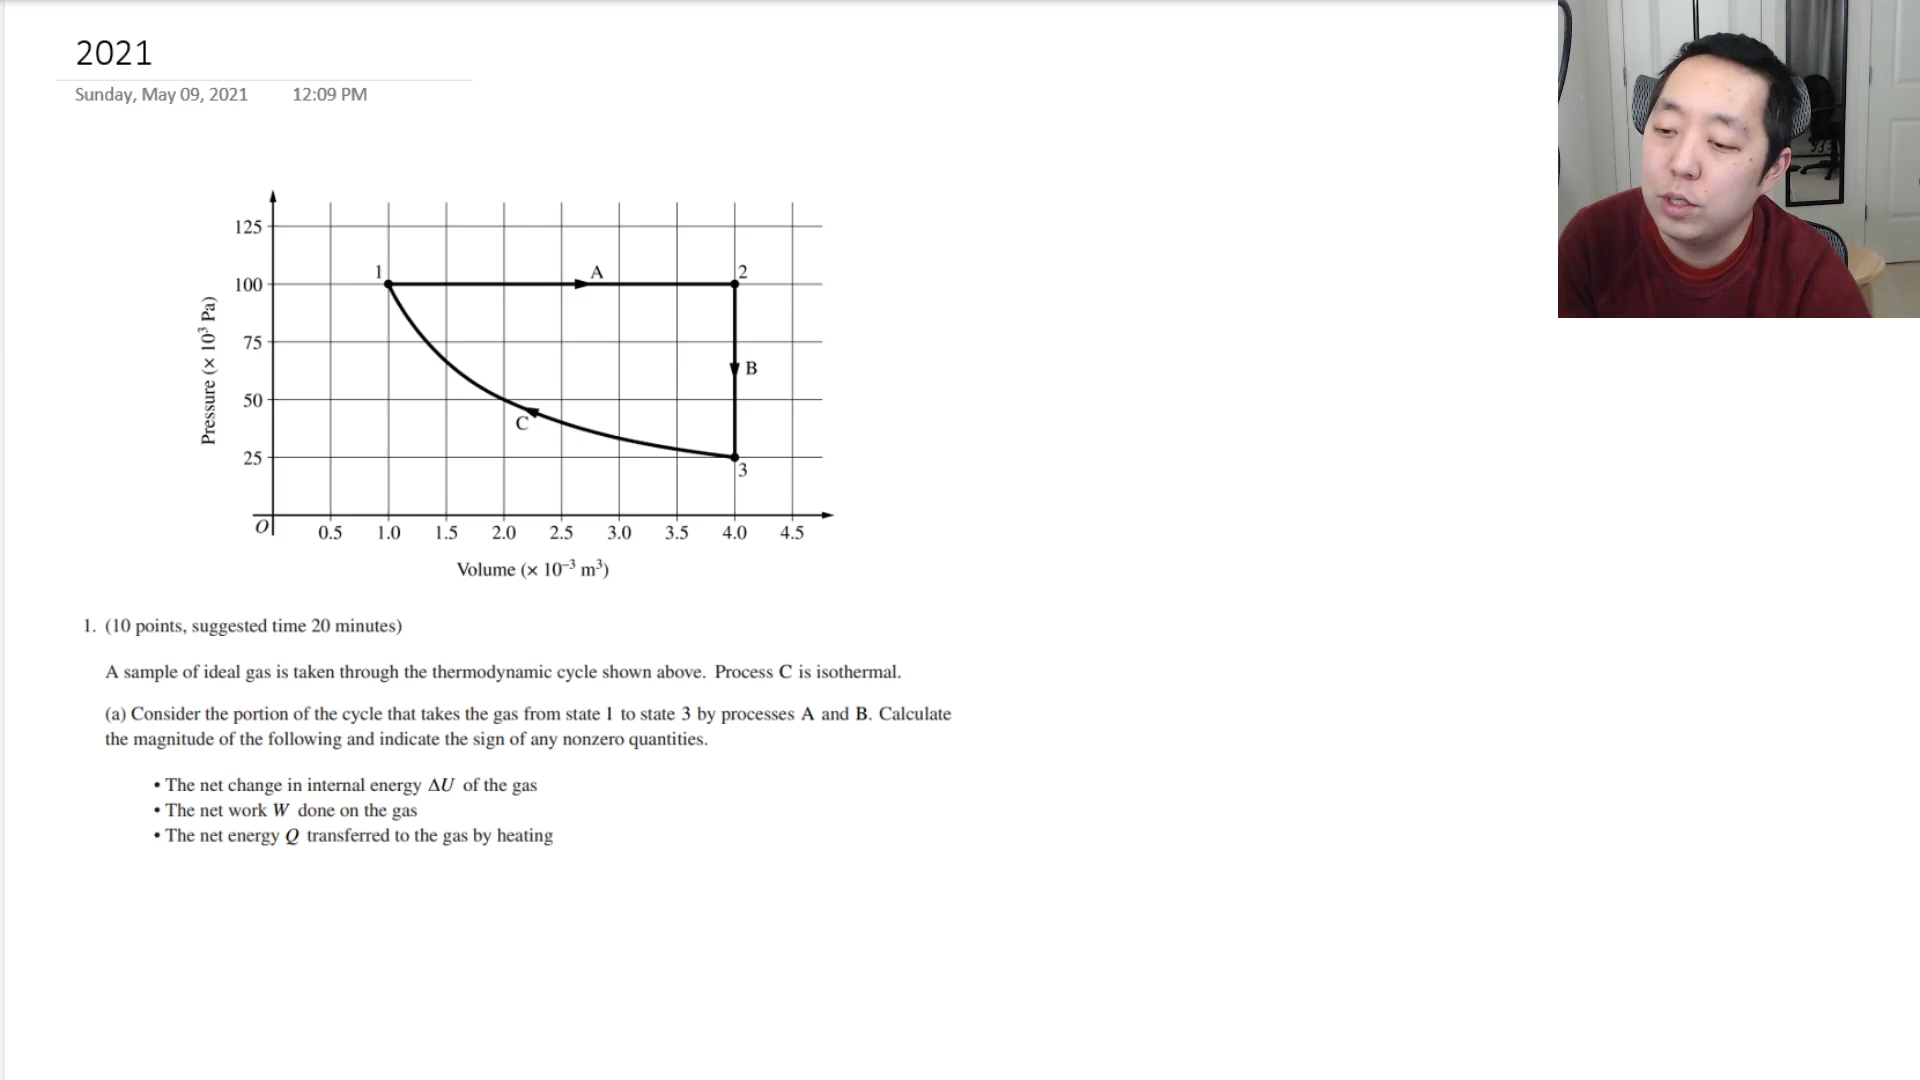 2021
Sunday, May 09, 2021 12:09 PM
125
1 A 2
100
Pressure (× 10³ Pa)
75
B
50
C
25
3
O 0.5 1.0 1.5 2.0 2.5 3.0 3.5 4.0 4.5
Volume (× 10⁻³ m³)
1. (10 points, suggested time 20 minutes)
A sample of ideal gas is taken through the thermodynamic cycle shown above. Process C is isothermal.
(a) Consider the portion of the cycle that takes the gas from state 1 to state 3 by processes A and B. Calculate
the magnitude of the following and indicate the sign of any nonzero quantities.
• The net change in internal energy ΔU of the gas
• The net work W done on the gas
• The net energy Q transferred to the gas by heating